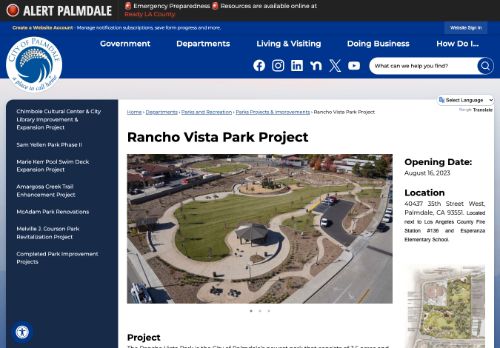 ALERT PALMDALE
🚨 Emergency Preparedness 🚨 Resources are available online at
Ready LA County.
Create a Website Account - Manage notification subscriptions, save form progress and more.
Website Sign In
CITY OF PALMDALE
a place to call home
Government
Departments
Living & Visiting
Doing Business
How Do I...
What can we help you find?
Select Language
Google Translate
Chimbole Cultural Center & City
Library Improvement &
Expansion Project
Sam Yellen Park Phase II
Marie Kerr Pool Swim Deck
Expansion Project
Amargosa Creek Trail
Enhancement Project
McAdam Park Renovations
Melville J. Courson Park
Revitalization Project
Completed Park Improvement
Projects
Home › Departments › Parks and Recreation › Parks Projects & Improvements › Rancho Vista Park Project
Rancho Vista Park Project
Opening Date:
August 16, 2023
Location
40437 35th Street West,
Palmdale, CA 93551. Located
next to Los Angeles County Fire
Station #136 and Esperanza
Elementary School.
Project
The Rancho Vista Park is the City of Palmdale's newest park that consists of 3.5 acres and